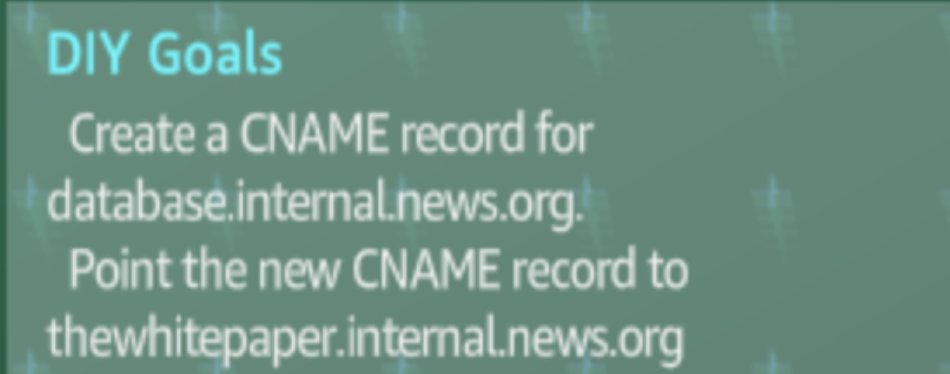 DIY Goals
Create a CNAME record for
database.internal.news.org.
Point the new CNAME record to
thewhitepaper.internal.news.org